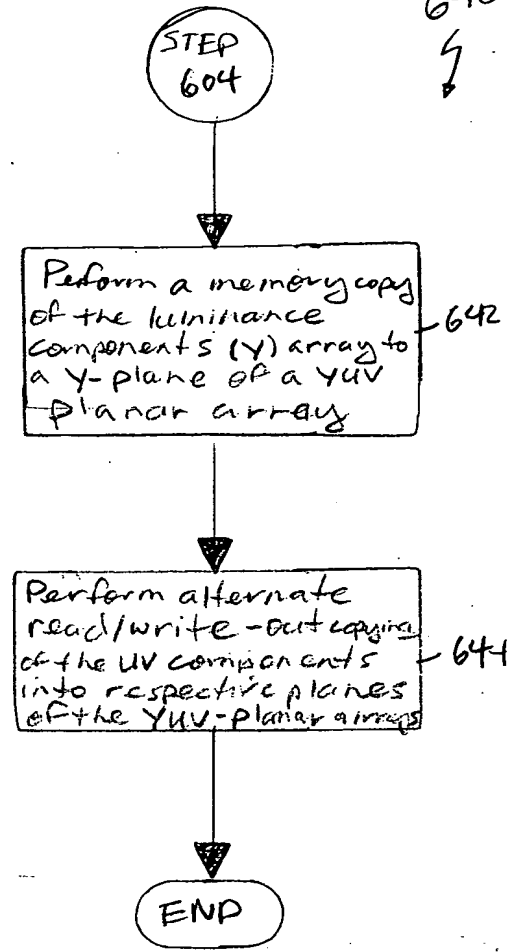 STEP
604
Perform a memory copy
of the luminance
components (Y) array to
a Y-plane of a YUV
planar array
642
Perform alternate
read/write-out copying
of the UV components
into respective planes
of the YUV-planar arrays
644
END